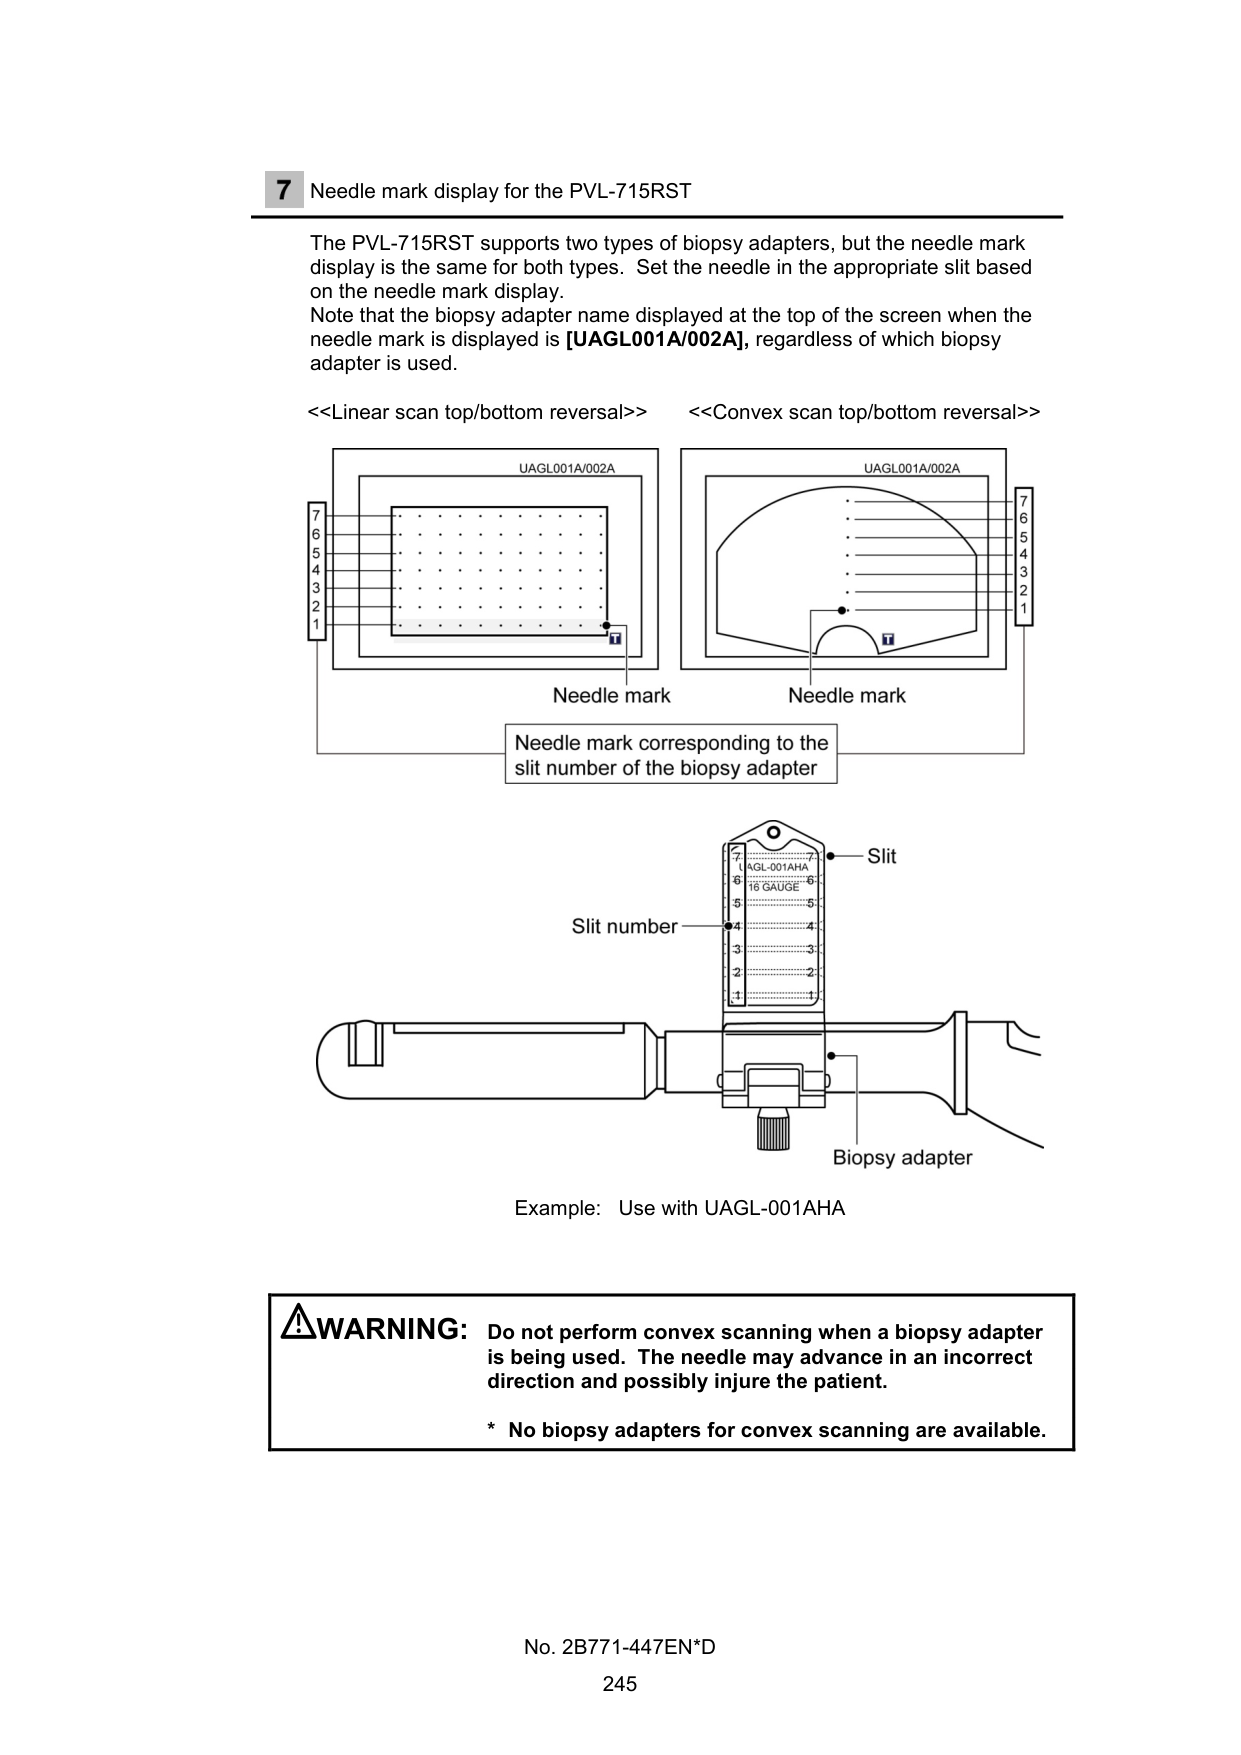 7 Needle mark display for the PVL-715RST
The PVL-715RST supports two types of biopsy adapters, but the needle mark
display is the same for both types.  Set the needle in the appropriate slit based
on the needle mark display.
Note that the biopsy adapter name displayed at the top of the screen when the
needle mark is displayed is [UAGL001A/002A], regardless of which biopsy
adapter is used.
<<Linear scan top/bottom reversal>>
<<Convex scan top/bottom reversal>>
UAGL001A/002A
7
6
5
4
3
2
1
T
Needle mark
UAGL001A/002A
7
6
5
4
3
2
1
T
Needle mark
Needle mark corresponding to the
slit number of the biopsy adapter
7 7
UAGL-001AHA
6 6
16 GAUGE
5 5
4 4
3 3
2 2
1 1
Slit
Slit number
Biopsy adapter
Example:   Use with UAGL-001AHA
WARNING: Do not perform convex scanning when a biopsy adapter
is being used.  The needle may advance in an incorrect
direction and possibly injure the patient.
*  No biopsy adapters for convex scanning are available.
No. 2B771-447EN*D
245